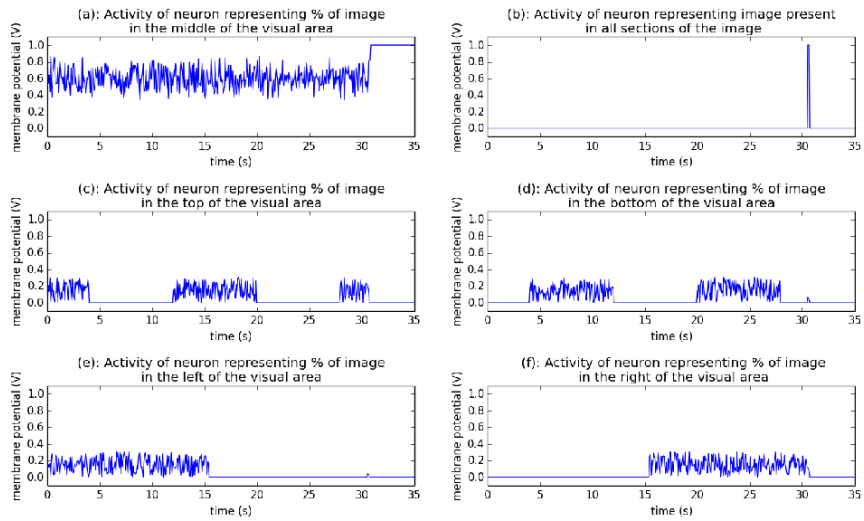 (a): Activity of neuron representing % of image
in the middle of the visual area
membrane potential (V)
1.0
0.8
0.6
0.4
0.2
0.0
0 5 10 15 20 25 30 35
time (s)
(b): Activity of neuron representing image present
in all sections of the image
membrane potential (V)
1.0
0.8
0.6
0.4
0.2
0.0
0 5 10 15 20 25 30 35
time (s)
(c): Activity of neuron representing % of image
in the top of the visual area
membrane potential (V)
1.0
0.8
0.6
0.4
0.2
0.0
0 5 10 15 20 25 30 35
time (s)
(d): Activity of neuron representing % of image
in the bottom of the visual area
membrane potential (V)
1.0
0.8
0.6
0.4
0.2
0.0
0 5 10 15 20 25 30 35
time (s)
(e): Activity of neuron representing % of image
in the left of the visual area
membrane potential (V)
1.0
0.8
0.6
0.4
0.2
0.0
0 5 10 15 20 25 30 35
time (s)
(f): Activity of neuron representing % of image
in the right of the visual area
membrane potential (V)
1.0
0.8
0.6
0.4
0.2
0.0
0 5 10 15 20 25 30 35
time (s)